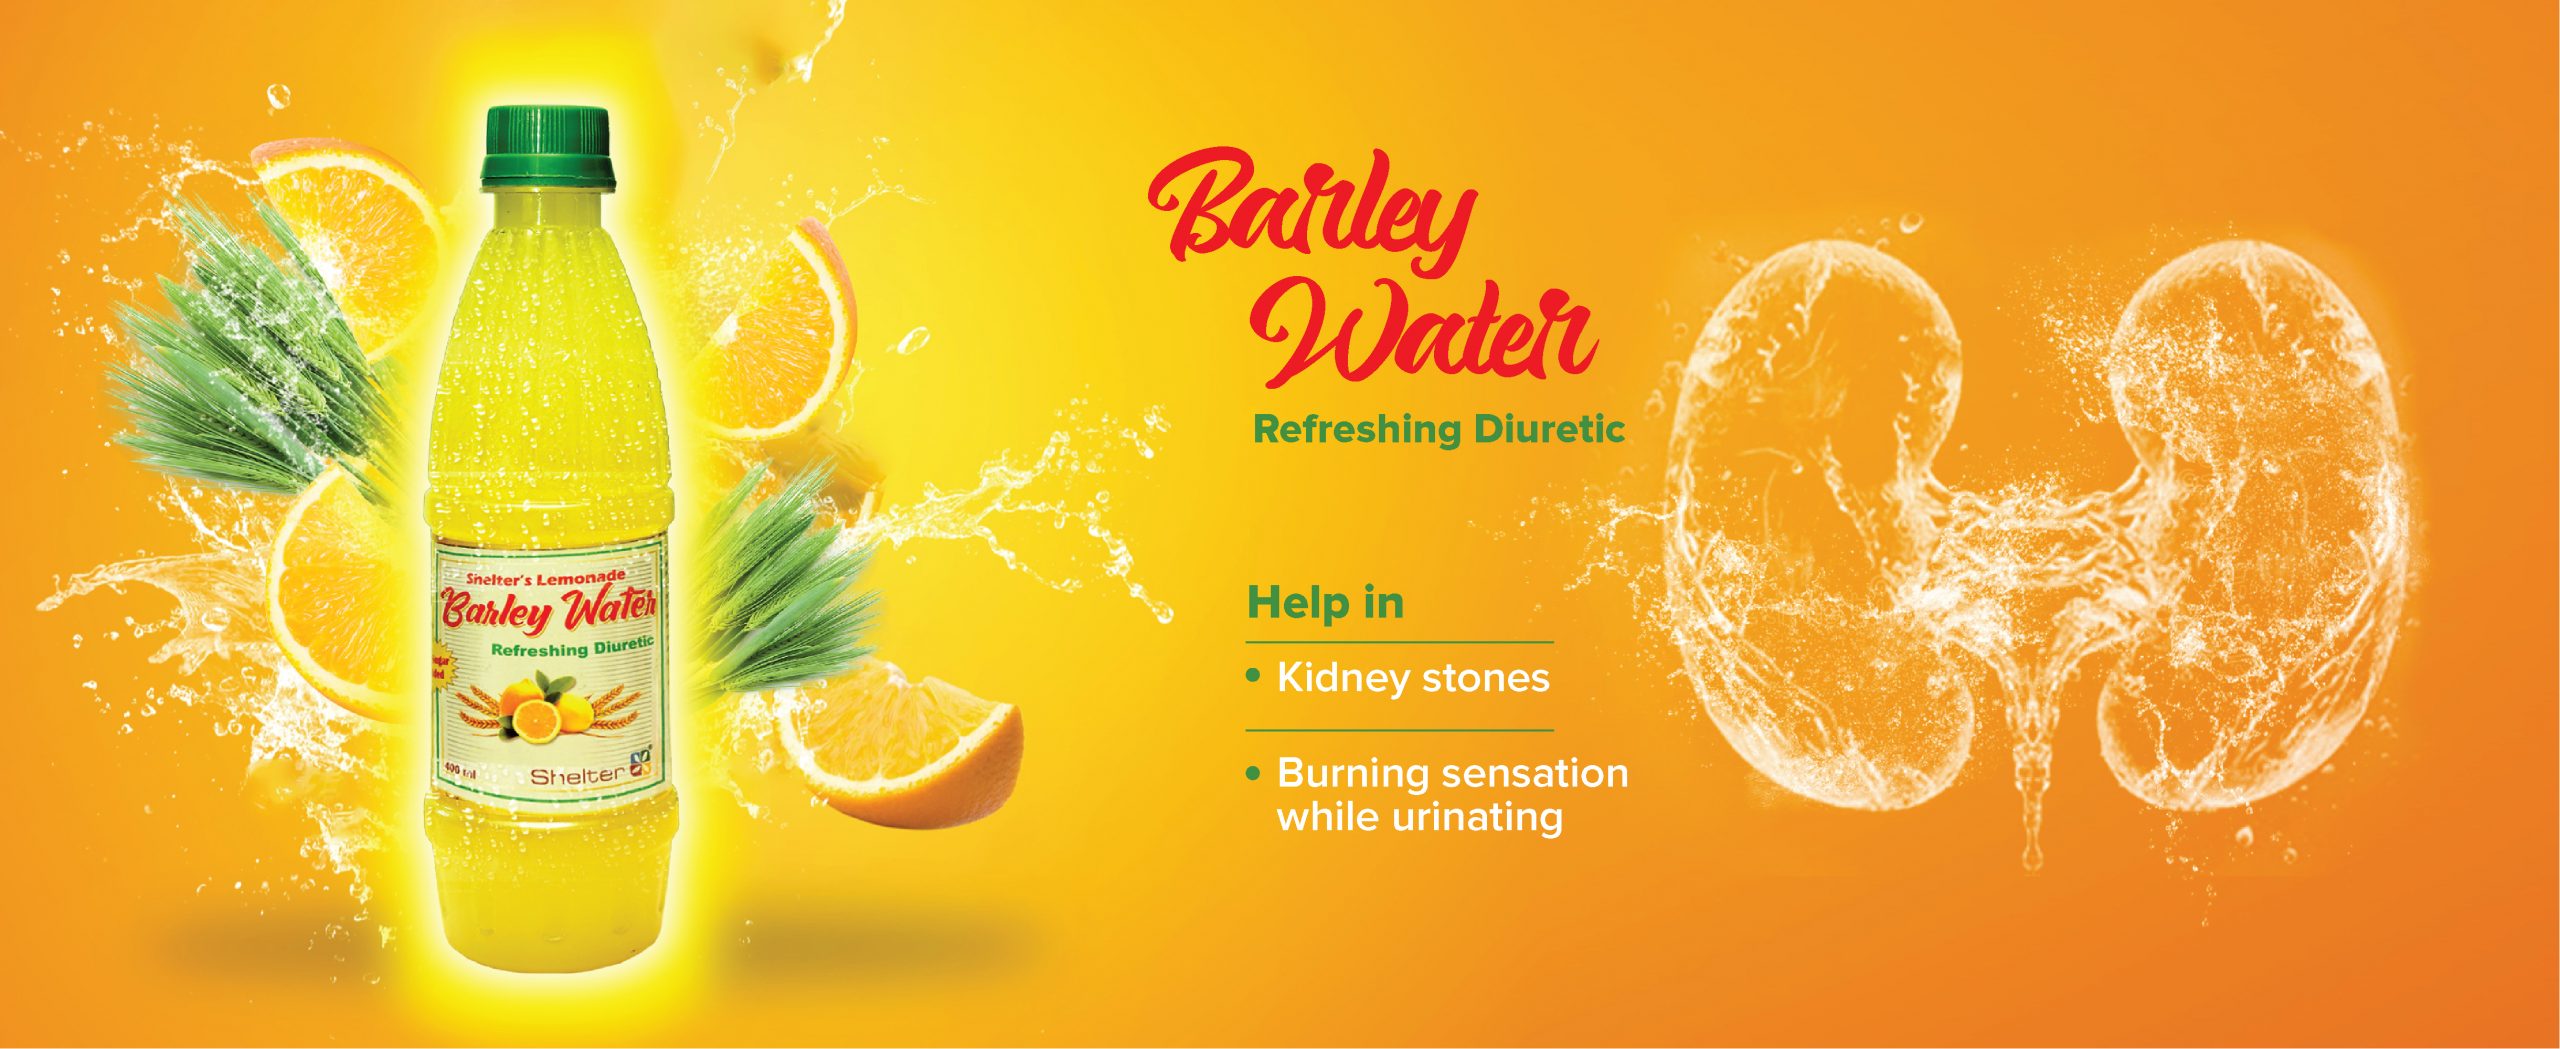 Barley
Water
Refreshing Diuretic
Help in
• Kidney stones
• Burning sensation
while urinating
Shelter's Lemonade
Barley Water
Refreshing Diuretic
400 ml
Shelter